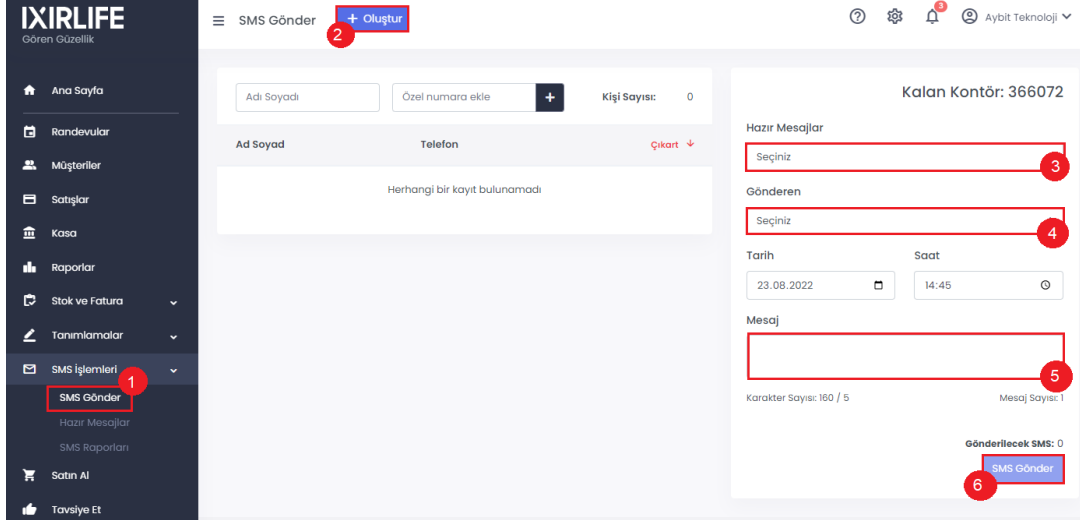 IXIRLIFE
Gören Güzellik
SMS Gönder
+ Oluştur
2
3
Aybit Teknoloji
Ana Sayfa
Randevular
Müşteriler
Satışlar
Kasa
Raporlar
Stok ve Fatura
Tanımlamalar
SMS İşlemleri
1
SMS Gönder
Hazır Mesajlar
SMS Raporları
Satın Al
Tavsiye Et
Adı Soyadı
Özel numara ekle
+
Kişi Sayısı: 0
Ad Soyad Telefon Çıkart
Herhangi bir kayıt bulunamadı
Kalan Kontör: 366072
Hazır Mesajlar
Seçiniz
3
Gönderen
Seçiniz
4
Tarih Saat
23.08.2022 14:45
Mesaj
5
Karakter Sayısı: 160 / 5 Mesaj Sayısı: 1
Gönderilecek SMS: 0
SMS Gönder
6